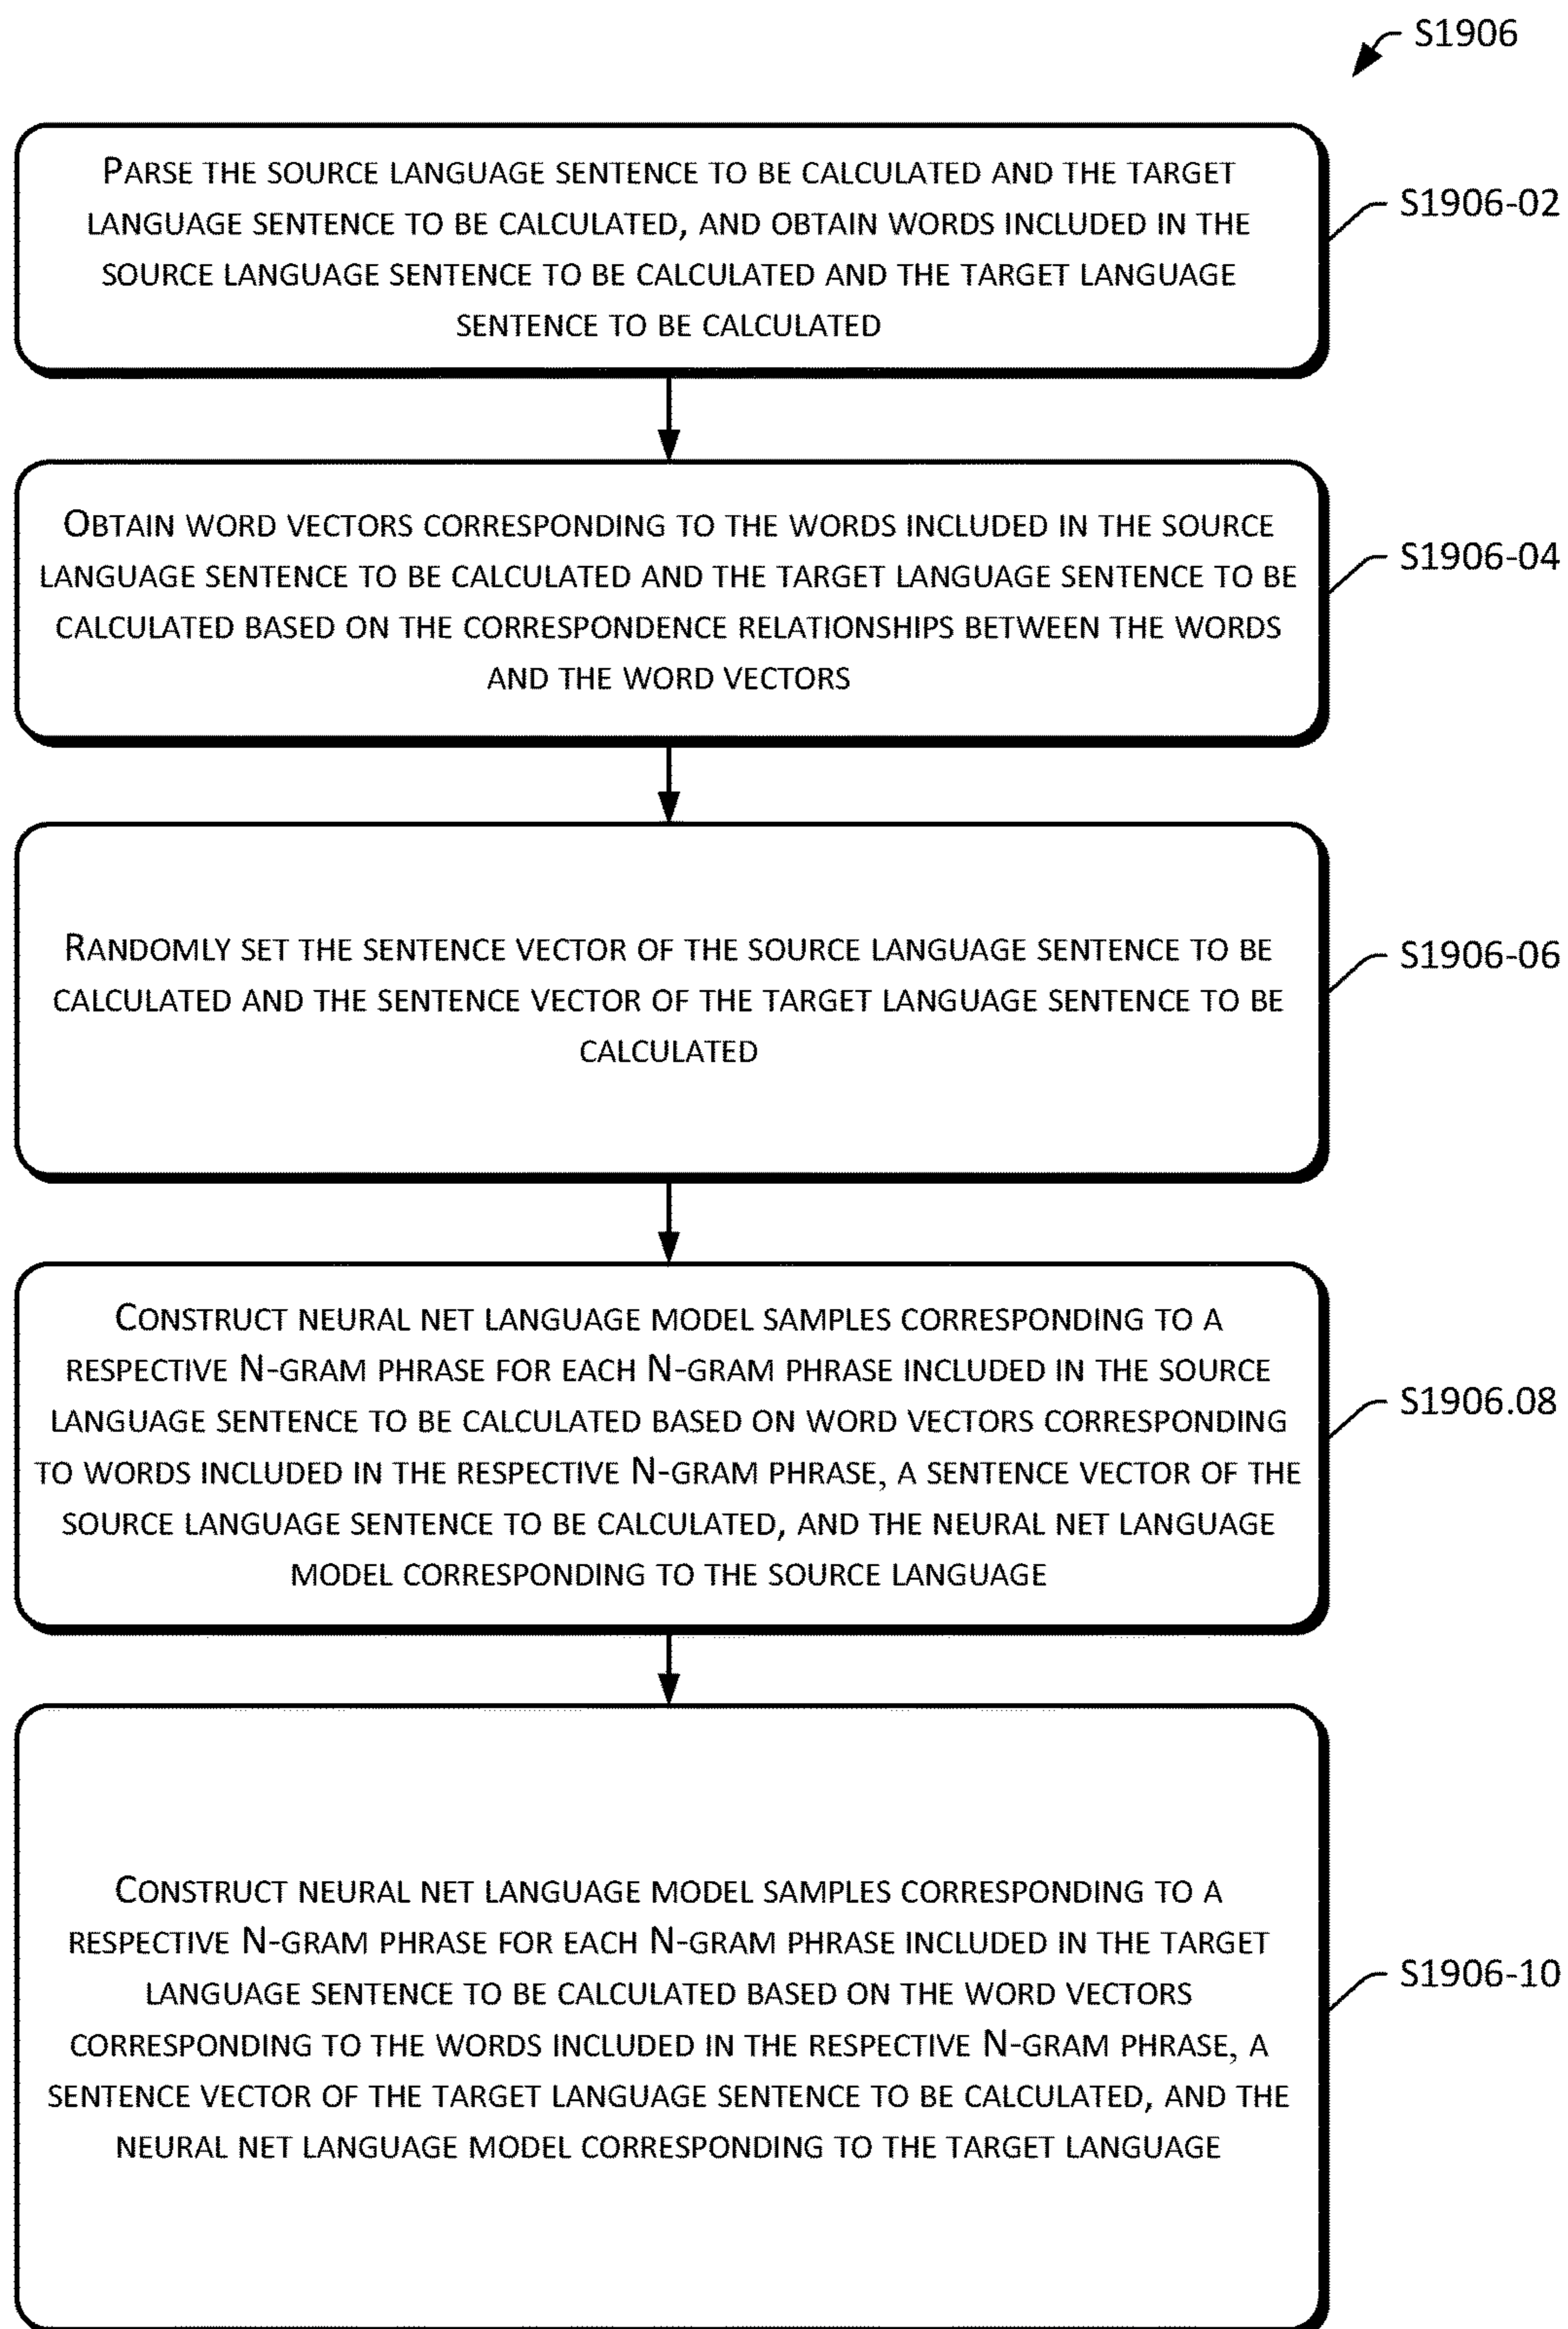 S1906
PARSE THE SOURCE LANGUAGE SENTENCE TO BE CALCULATED AND THE TARGET
LANGUAGE SENTENCE TO BE CALCULATED, AND OBTAIN WORDS INCLUDED IN THE
SOURCE LANGUAGE SENTENCE TO BE CALCULATED AND THE TARGET LANGUAGE
SENTENCE TO BE CALCULATED
S1906-02
OBTAIN WORD VECTORS CORRESPONDING TO THE WORDS INCLUDED IN THE SOURCE
LANGUAGE SENTENCE TO BE CALCULATED AND THE TARGET LANGUAGE SENTENCE TO BE
CALCULATED BASED ON THE CORRESPONDENCE RELATIONSHIPS BETWEEN THE WORDS
AND THE WORD VECTORS
S1906-04
RANDOMLY SET THE SENTENCE VECTOR OF THE SOURCE LANGUAGE SENTENCE TO BE
CALCULATED AND THE SENTENCE VECTOR OF THE TARGET LANGUAGE SENTENCE TO BE
CALCULATED
S1906-06
CONSTRUCT NEURAL NET LANGUAGE MODEL SAMPLES CORRESPONDING TO A
RESPECTIVE N-GRAM PHRASE FOR EACH N-GRAM PHRASE INCLUDED IN THE SOURCE
LANGUAGE SENTENCE TO BE CALCULATED BASED ON WORD VECTORS CORRESPONDING
TO WORDS INCLUDED IN THE RESPECTIVE N-GRAM PHRASE, A SENTENCE VECTOR OF THE
SOURCE LANGUAGE SENTENCE TO BE CALCULATED, AND THE NEURAL NET LANGUAGE
MODEL CORRESPONDING TO THE SOURCE LANGUAGE
S1906.08
CONSTRUCT NEURAL NET LANGUAGE MODEL SAMPLES CORRESPONDING TO A
RESPECTIVE N-GRAM PHRASE FOR EACH N-GRAM PHRASE INCLUDED IN THE TARGET
LANGUAGE SENTENCE TO BE CALCULATED BASED ON THE WORD VECTORS
CORRESPONDING TO THE WORDS INCLUDED IN THE RESPECTIVE N-GRAM PHRASE, A
SENTENCE VECTOR OF THE TARGET LANGUAGE SENTENCE TO BE CALCULATED, AND THE
NEURAL NET LANGUAGE MODEL CORRESPONDING TO THE TARGET LANGUAGE
S1906-10